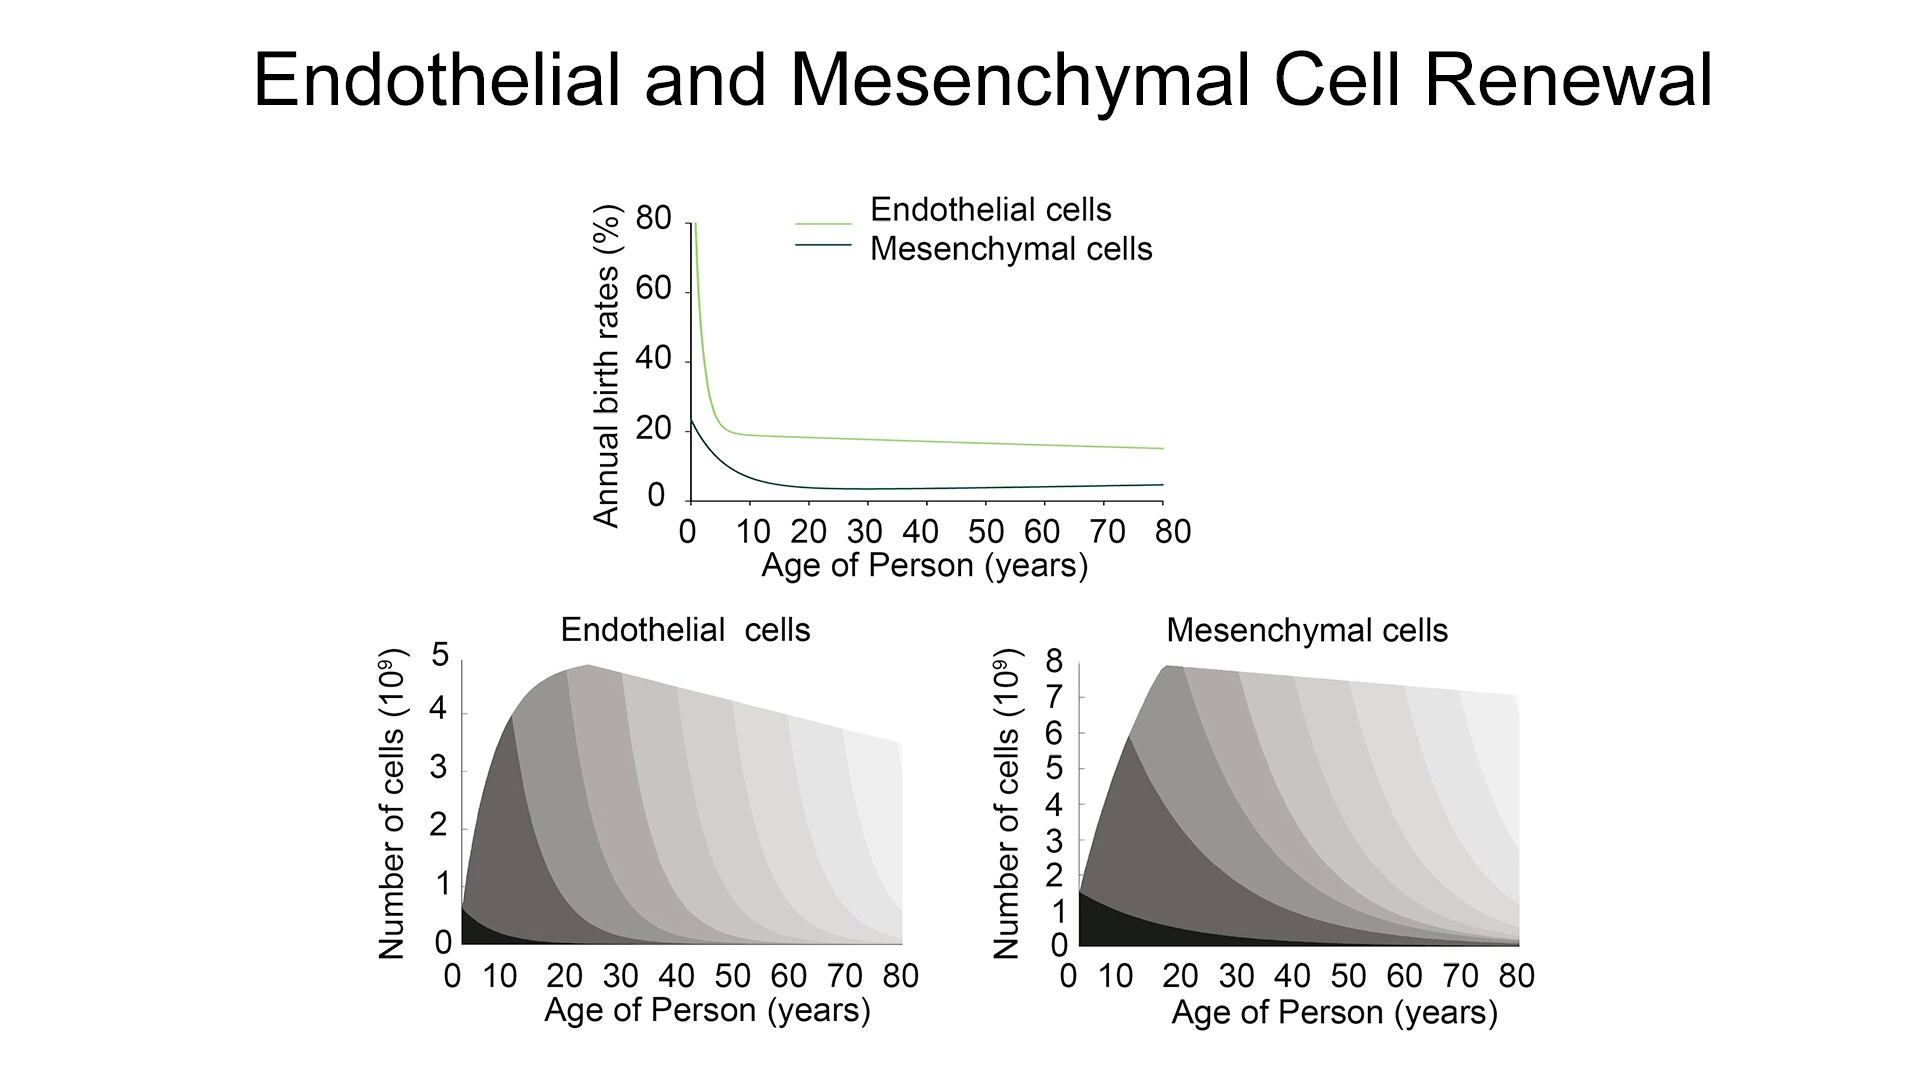 Endothelial and Mesenchymal Cell Renewal
Endothelial cells
Mesenchymal cells
Annual birth rates (%)
80
60
40
20
0
0 10 20 30 40 50 60 70 80
Age of Person (years)
Endothelial cells
Number of cells (10⁹)
5
4
3
2
1
0
0 10 20 30 40 50 60 70 80
Age of Person (years)
Mesenchymal cells
Number of cells (10⁹)
8
7
6
5
4
3
2
1
0
0 10 20 30 40 50 60 70 80
Age of Person (years)